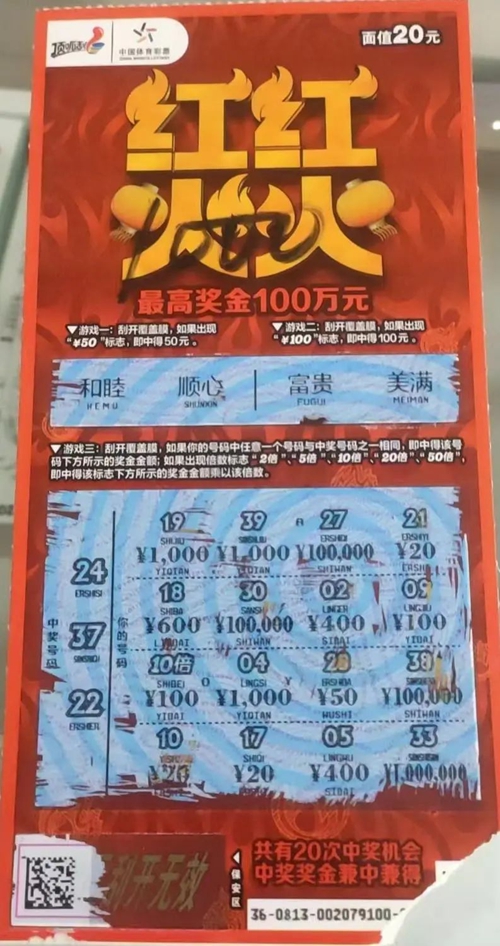 顶呱刮
中国体育彩票
CHINA SPORTS LOTTERY
面值20元
红红
火火
1000
最高奖金100万元
▼游戏一：刮开覆盖膜，如果出现
“¥50”标志，即中得50元。
▼游戏二：刮开覆盖膜，如果出现
“¥100”标志，即中得100元。
和睦 顺心 富贵 美满
HEMU SHUNXIN FUGUI MEIMAN
▼游戏三：刮开覆盖膜，如果你的号码中任意一个号码与中奖号码之一相同，即中得该号
码下方所示的奖金金额；如果出现倍数标志“2倍”、“5倍”、“10倍”、“20倍”、“50倍”，
即中得该标志下方所示的奖金金额乘以该倍数。
中奖号码
24
ERSHISI
37
SANSHIQI
22
ERSHIER
你的号码
19 39 27 21
SHIJIU SANSHIJIU ERSHIQI ERSHIYI
¥1,000 ¥1,000 ¥100,000 ¥20
YIQIAN YIQIAN SHIWAN ERSHI
18 30 02
SHIBA SANSHI LINGER
¥600 ¥100,000 ¥400 ¥100
LIUBAI SHIWAN SIBAI YIBAI
10倍 04 38
SHIBEI LINGSI
¥100 ¥1,000 ¥50 ¥100,000
YIBAI YIQIAN WUSHI SHIWAN
10 17 05 33
SHIQI LINGWU SANSHISAN
¥20 ¥400 ¥1,000,000
ERSHI SIBAI
刮开无效
保安区
共有20次中奖机会
中奖奖金兼中兼得
36-0813-002079100-